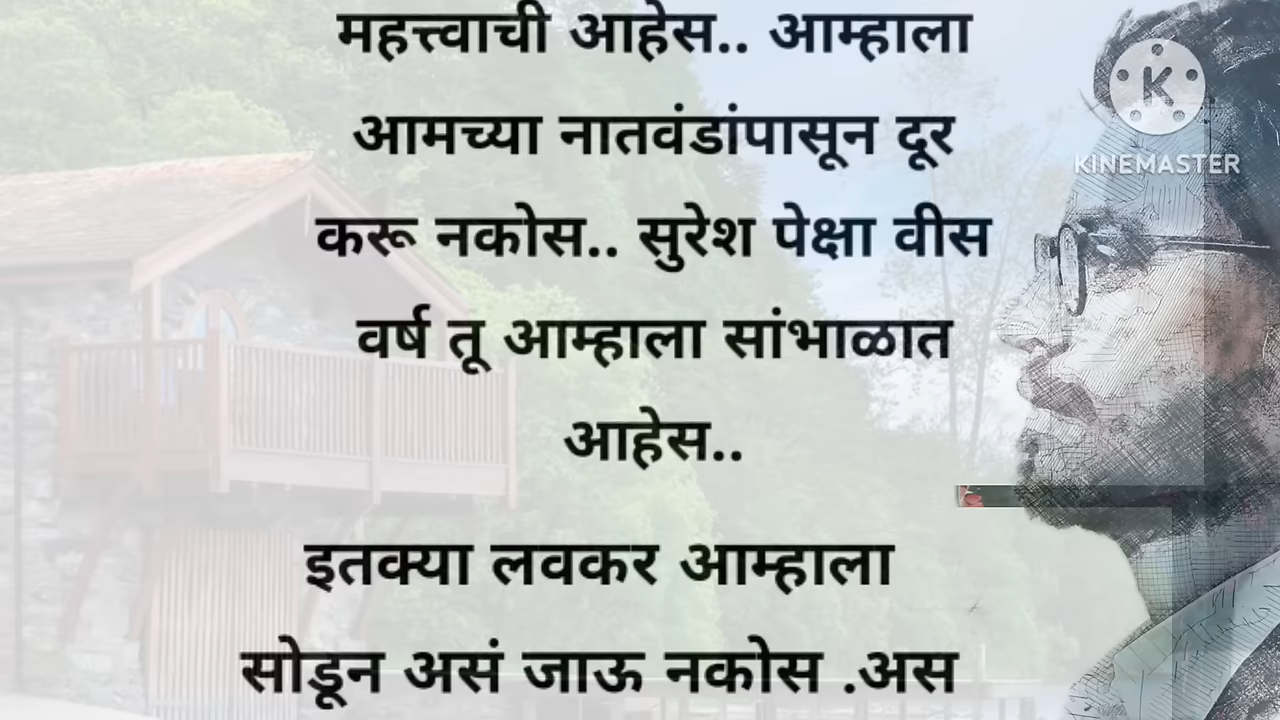 महत्त्वाची आहेस.. आम्हाला
आमच्या नातवंडांपासून दूर
करू नकोस.. सुरेश पेक्षा वीस
वर्ष तू आम्हाला सांभाळात
आहेस..
इतक्या लवकर आम्हाला
सोडून असं जाऊ नकोस .अस
K
KINEMASTER